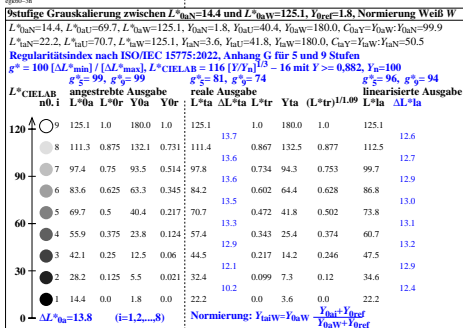 9stufige Grauskalierung zwischen L*0aN=14.4 und L*0aW=125.1, Y0ref=1.8, Normierung Weiß W
L*0aN=14.4, L*0aU=69.7, L*0aW=125.1, Y0aN=1.8, Y0aU=40.4, Y0aW=180.0, C0aY=Y0aW:Y0aN=99.9
L*taN=22.2, L*taU=70.7, L*taW=125.1, YtaN=3.6, YtaU=41.8, YtaW=180.0, CtaY=YtaW:YtaN=50.5
Regularitätsindex nach ISO/IEC 15775:2022, Anhang G für 5 und 9 Stufen
g* = 100 [ΔL*min] / [ΔL*max], L*CIELAB = 116 [Y/Yn]1/3 − 16 mit Y >= 0,882, Yn=100
g*5= 99, g*9= 99 g*5= 81, g*9= 74 g*5= 96, g*9= 94
L*CIELAB angestrebte Ausgabe reale Ausgabe linearisierte Ausgabe
n0. i L*0a L*0r Y0a Y0r L*ta ΔL*ta L*tr Yta (L*tr)1/1.09 L*la ΔL*la
120 9 125.1 1.0 180.0 1.0 125.1 1.0 180.0 1.0 125.1
13.7 12.6
8 111.3 0.875 132.1 0.731 111.4 0.867 132.5 0.877 112.5
13.6 12.7
90 7 97.4 0.75 93.5 0.514 97.8 0.734 94.3 0.753 99.7
13.6 12.9
6 83.6 0.625 63.3 0.345 84.2 0.602 64.4 0.628 86.8
13.5 13.0
60 5 69.7 0.5 40.4 0.217 70.7 0.472 41.8 0.502 73.8
13.3 13.1
4 55.9 0.375 23.8 0.124 57.4 0.343 25.4 0.374 60.7
12.9 13.2
3 42.1 0.25 12.5 0.06 44.5 0.217 14.2 0.246 47.5
30 12.1 12.9
2 28.2 0.125 5.5 0.021 32.4 0.099 7.3 0.12 34.6
10.2 12.4
1 14.4 0.0 1.8 0.0 22.2 0.0 3.6 0.0 22.2
0 ΔL*0a=13.8 (i=1,2,...,8) Normierung: YtaiW=Y0aW Y0ai+Y0ref
Y0aW+Y0ref